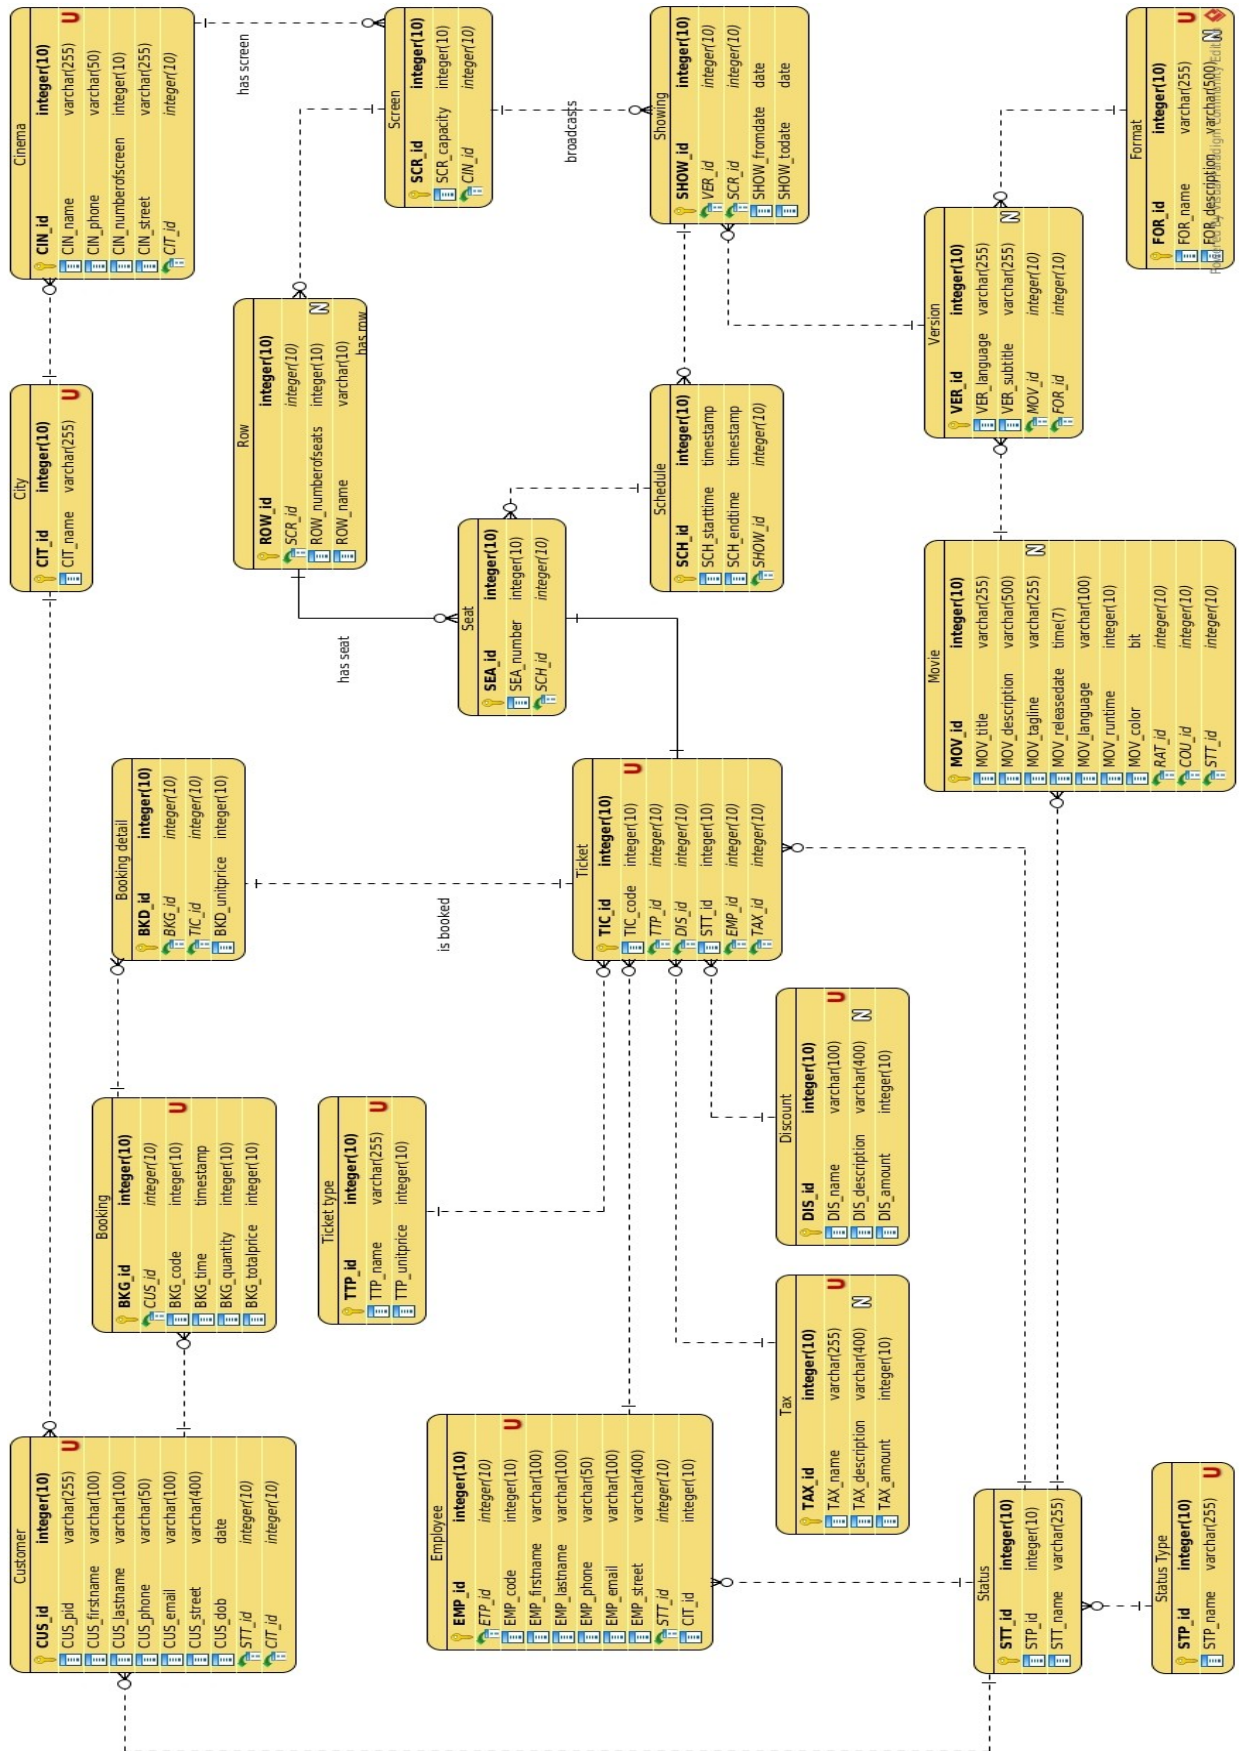 Customer
CUS_id integer(10)
CUS_pid varchar(255) U
CUS_firstname varchar(100)
CUS_lastname varchar(100)
CUS_phone varchar(50)
CUS_email varchar(100)
CUS_street varchar(400)
CUS_dob date
STT_id integer(10)
CIT_id integer(10)
City
CIT_id integer(10)
CIT_name varchar(255) U
Cinema
CIN_id integer(10)
CIN_name varchar(255) U
CIN_phone varchar(50)
CIN_numberofscreen integer(10)
CIN_street varchar(255)
CIT_id integer(10)
has screen
Booking
BKG_id integer(10)
CUS_id integer(10)
BKG_code integer(10) U
BKG_time timestamp
BKG_quantity integer(10)
BKG_totalprice integer(10)
Booking detail
BKD_id integer(10)
BKG_id integer(10)
TIC_id integer(10)
BKD_unitprice integer(10)
Row
ROW_id integer(10)
SCR_id integer(10)
ROW_numberofseats integer(10) N
ROW_name varchar(10)
has row
has seat
Ticket type
TTP_id integer(10)
TTP_name varchar(255) U
TTP_unitprice integer(10)
Screen
SCR_id integer(10)
SCR_capacity integer(10)
CIN_id integer(10)
is booked
broadcasts
Employee
EMP_id integer(10)
ETP_id integer(10)
EMP_code integer(10) U
EMP_firstname varchar(100)
EMP_lastname varchar(100)
EMP_phone varchar(50)
EMP_email varchar(100)
EMP_street varchar(400)
STT_id integer(10)
CIT_id integer(10)
Seat
SEA_id integer(10)
SEA_number integer(10)
SCH_id integer(10)
Ticket
TIC_id integer(10)
TIC_code integer(10) U
TTP_id integer(10)
DIS_id integer(10)
STT_id integer(10)
EMP_id integer(10)
TAX_id integer(10)
Schedule
SCH_id integer(10)
SCH_starttime timestamp
SCH_endtime timestamp
SHOW_id integer(10)
Showing
SHOW_id integer(10)
VER_id integer(10)
SCR_id integer(10)
SHOW_fromdate date
SHOW_todate date
Tax
TAX_id integer(10)
TAX_name varchar(255) U
TAX_description varchar(400) N
TAX_amount integer(10)
Discount
DIS_id integer(10)
DIS_name varchar(100) U
DIS_description varchar(400) N
DIS_amount integer(10)
Status
STT_id integer(10)
STP_id integer(10)
STT_name varchar(255)
Movie
MOV_id integer(10)
MOV_title varchar(255)
MOV_description varchar(500)
MOV_tagline varchar(255) N
MOV_releasedate time(7)
MOV_language varchar(100)
MOV_runtime integer(10)
MOV_color bit
RAT_id integer(10)
COU_id integer(10)
STT_id integer(10)
Version
VER_id integer(10)
VER_language varchar(255)
VER_subtitle varchar(255) N
MOV_id integer(10)
FOR_id integer(10)
Status Type
STP_id integer(10)
STP_name varchar(255) U
Format
FOR_id integer(10)
FOR_name varchar(255) U
FOR_description varchar(500) N
Visual Paradigm Community